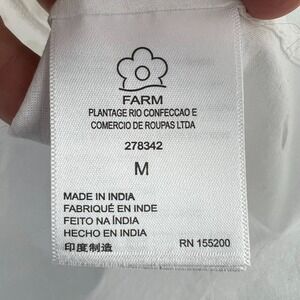 FARM
PLANTAGE RIO CONFECCAO E
COMERCIO DE ROUPAS LTDA
278342
M
MADE IN INDIA
FABRIQUÉ EN INDE
FEITO NA ÍNDIA
HECHO EN INDIA
印度制造
RN 155200